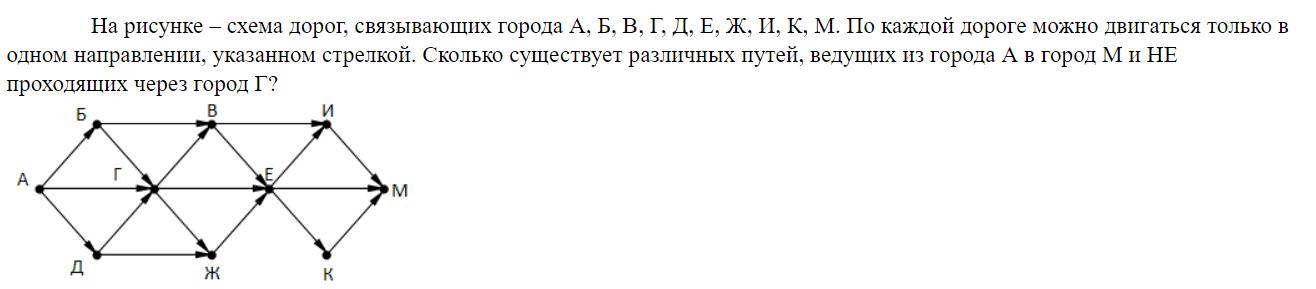 На рисунке – схема дорог, связывающих города А, Б, В, Г, Д, Е, Ж, И, К, М. По каждой дороге можно двигаться только в
одном направлении, указанном стрелкой. Сколько существует различных путей, ведущих из города А в город М и НЕ
проходящих через город Г?
Б В И
А Г Е М
Д Ж К